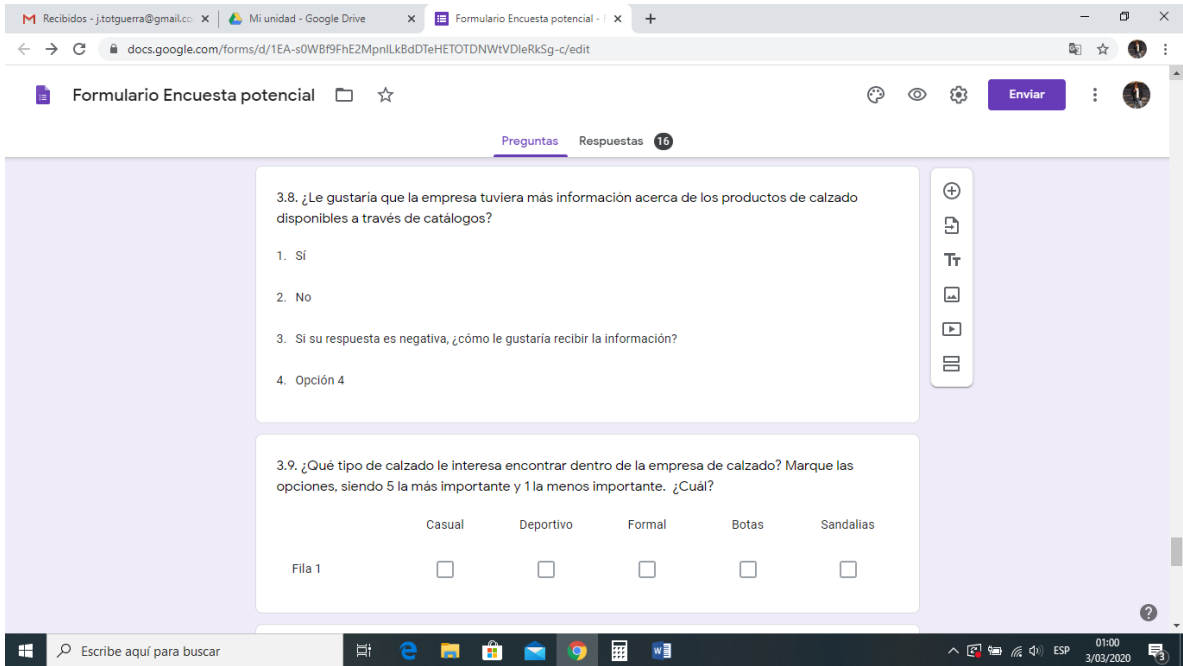 Recibidos - j.totguerra@gmail.co
Mi unidad - Google Drive
Formulario Encuesta potencial -
docs.google.com/forms/d/1EA-s0WBf9FhE2MpnlLkBdDTeHETOTDNWtVDIeRkSg-c/edit
Formulario Encuesta potencial
Enviar
Preguntas Respuestas 16
3.8. ¿Le gustaría que la empresa tuviera más información acerca de los productos de calzado
disponibles a través de catálogos?
1. Sí
2. No
3. Si su respuesta es negativa, ¿cómo le gustaría recibir la información?
4. Opción 4
3.9. ¿Qué tipo de calzado le interesa encontrar dentro de la empresa de calzado? Marque las
opciones, siendo 5 la más importante y 1 la menos importante. ¿Cuál?
Casual Deportivo Formal Botas Sandalias
Fila 1
Escribe aquí para buscar
ESP
01:00
3/03/2020
3